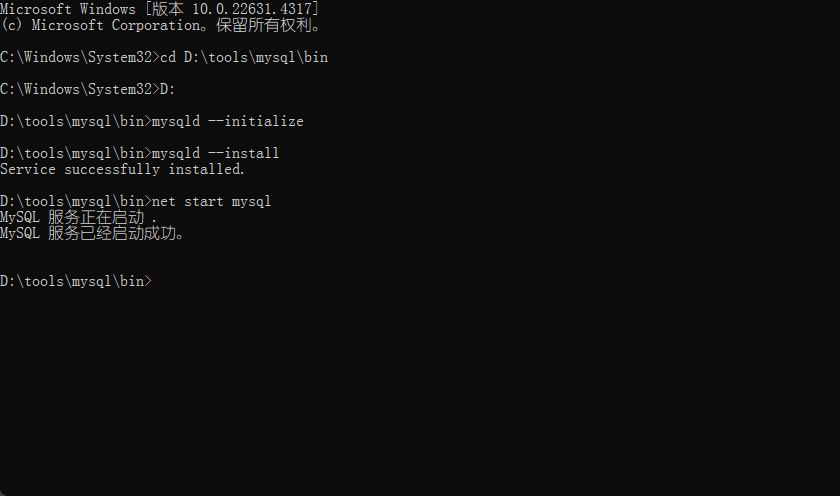 Microsoft Windows [版本 10.0.22631.4317]
(c) Microsoft Corporation。保留所有权利。
C:\Windows\System32>cd D:\tools\mysql\bin
C:\Windows\System32>D:
D:\tools\mysql\bin>mysqld --initialize
D:\tools\mysql\bin>mysqld --install
Service successfully installed.
D:\tools\mysql\bin>net start mysql
MySQL 服务正在启动 .
MySQL 服务已经启动成功。
D:\tools\mysql\bin>